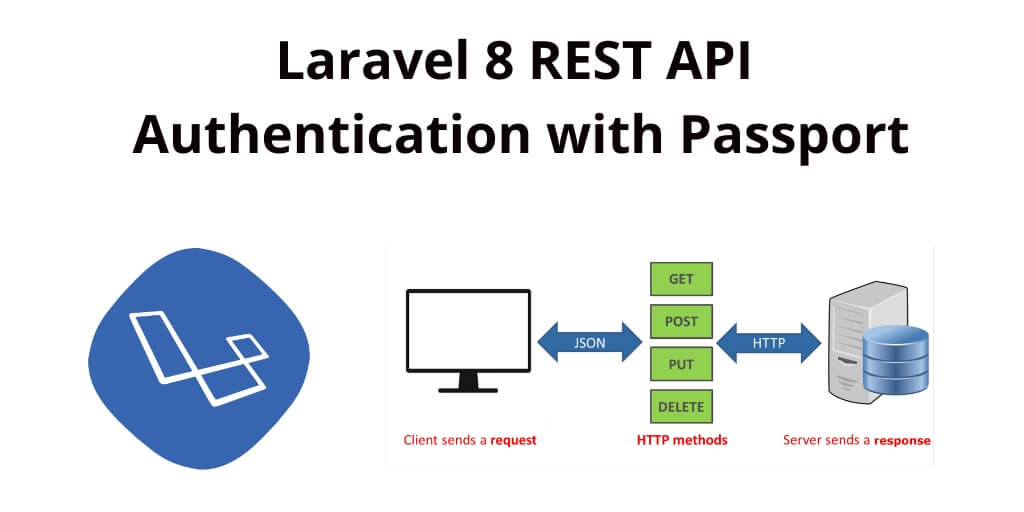 Laravel 8 REST API
Authentication with Passport
GET
POST
JSON
HTTP
PUT
DELETE
Client sends a request
HTTP methods
Server sends a response